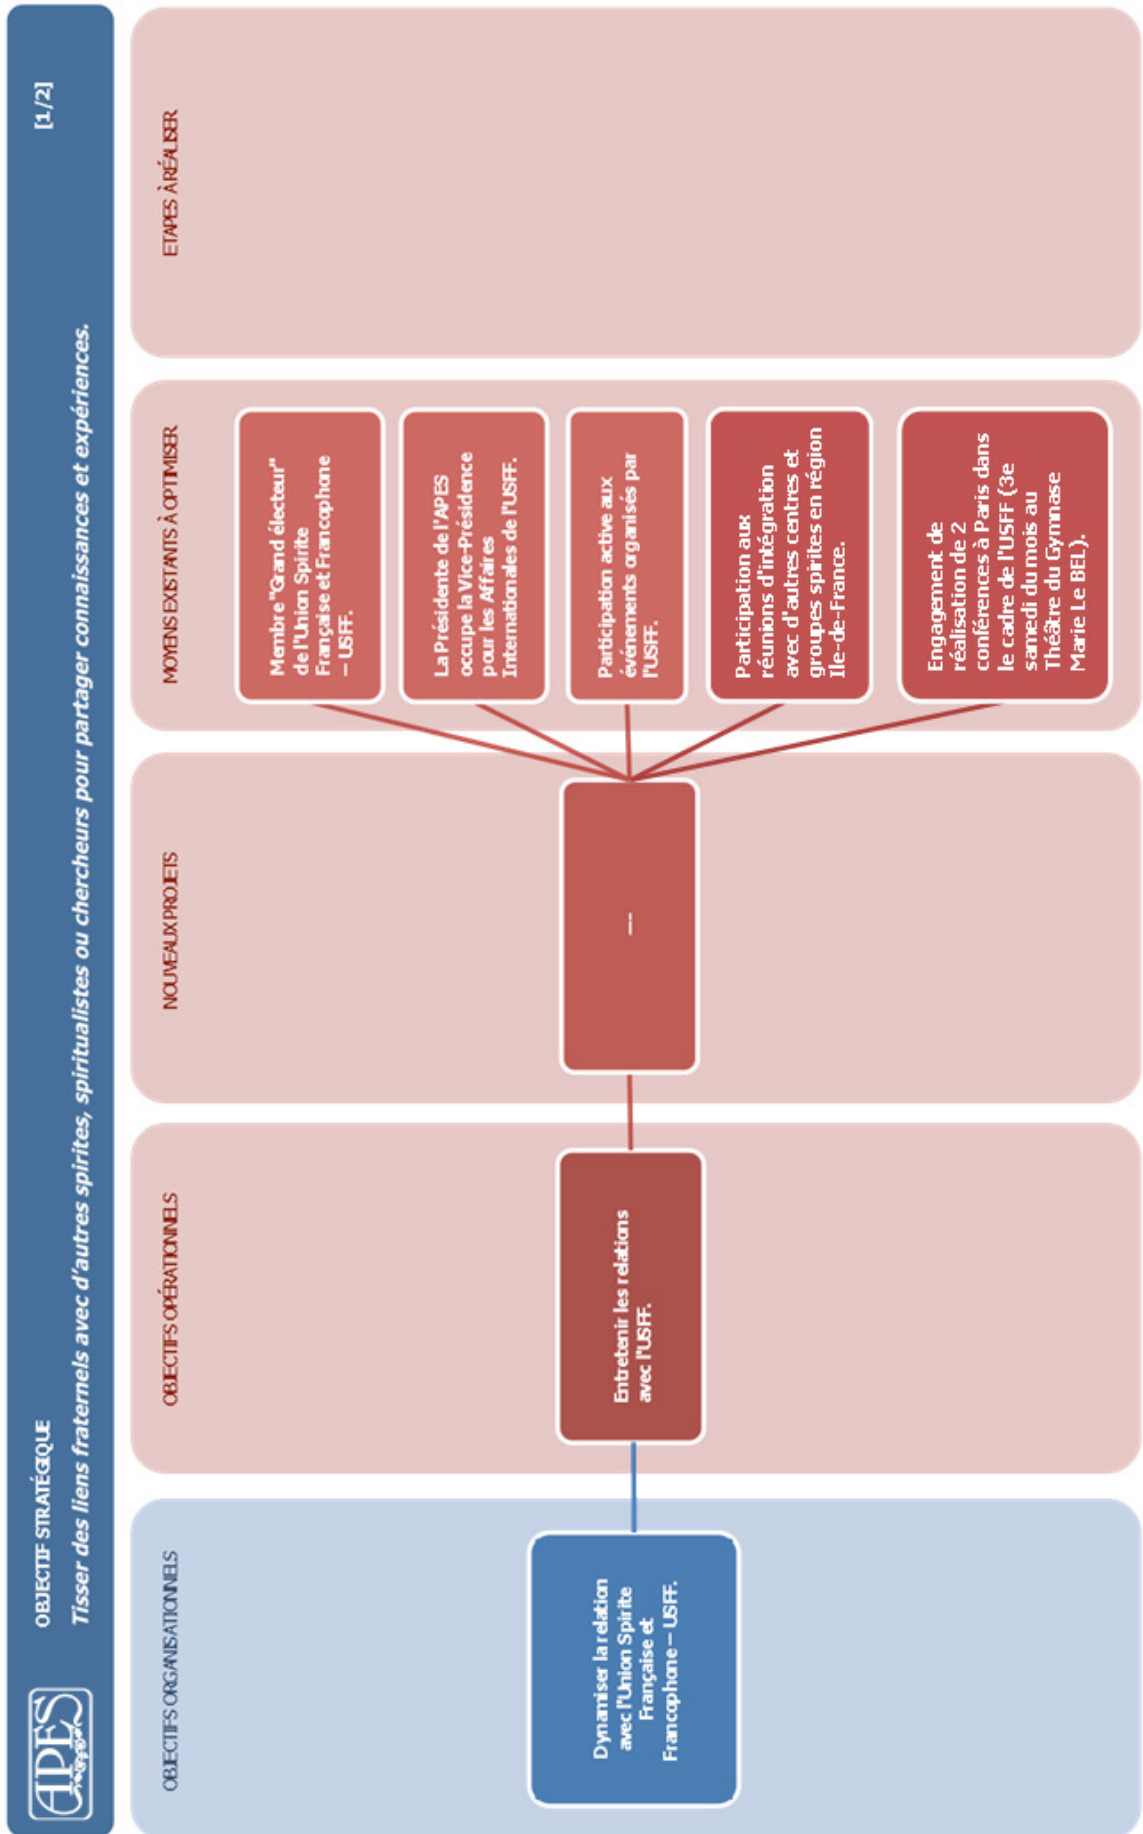 APES
OBJECTIF STRATÉGIQUE
[1/2]
Tisser des liens fraternels avec d'autres spirites, spiritualistes ou chercheurs pour partager connaissances et expériences.
OBJECTIFS ORGANISATIONNELS
Dynamiser la relation
avec l'Union Spirite
Française et
Francophone – USFF.
OBJECTIFS OPÉRATIONNELS
Entretenir les relations
avec l'USFF.
NOUVEAUX PROJETS
---
MOYENS EXISTANTS À OPTIMISER
Membre "Grand électeur"
de l'Union Spirite
Française et Francophone
– USFF.
La Présidente de l'APES
occupe la Vice-Présidence
pour les Affaires
Internationales de l'USFF.
Participation active aux
événements organisés par
l'USFF.
Participation aux
réunions d'intégration
avec d'autres centres et
groupes spirites en région
Ile-de-France.
Engagement de
réalisation de 2
conférences à Paris dans
le cadre de l'USFF (3e
samedi du mois au
Théâtre du Gymnase
Marie Le BEL).
ETAPES À RÉALISER